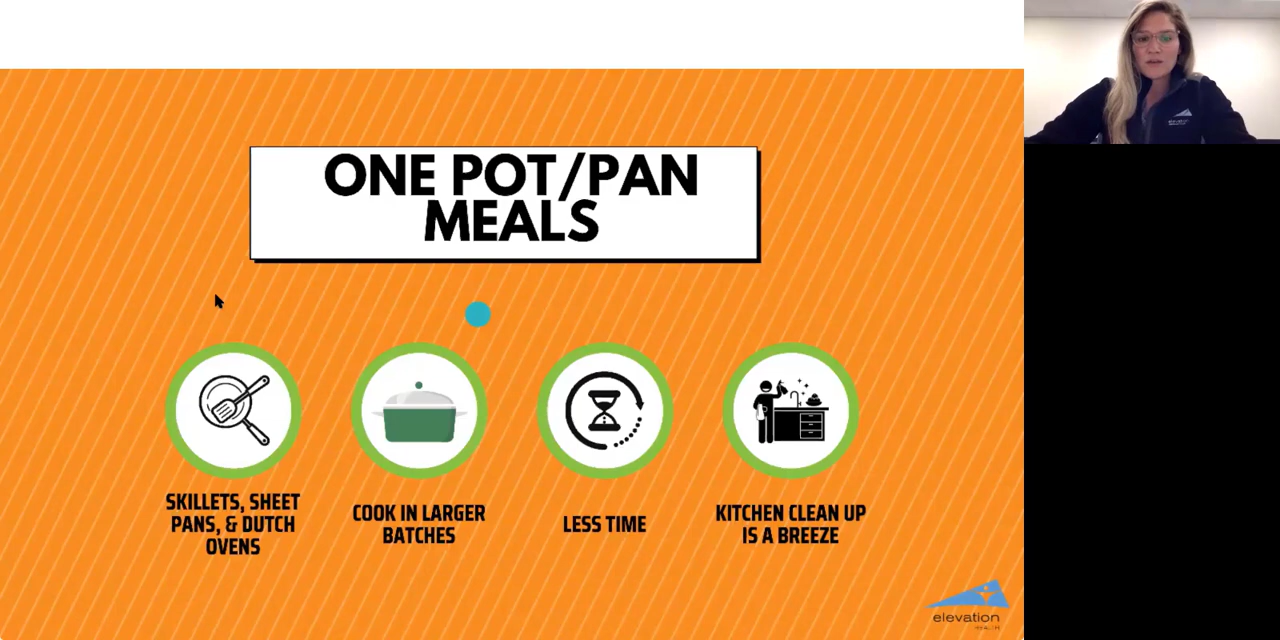 ONE POT/PAN
MEALS
SKILLETS, SHEET
PANS, & DUTCH
OVENS
COOK IN LARGER
BATCHES
LESS TIME
KITCHEN CLEAN UP
IS A BREEZE
elevation
HEALTH